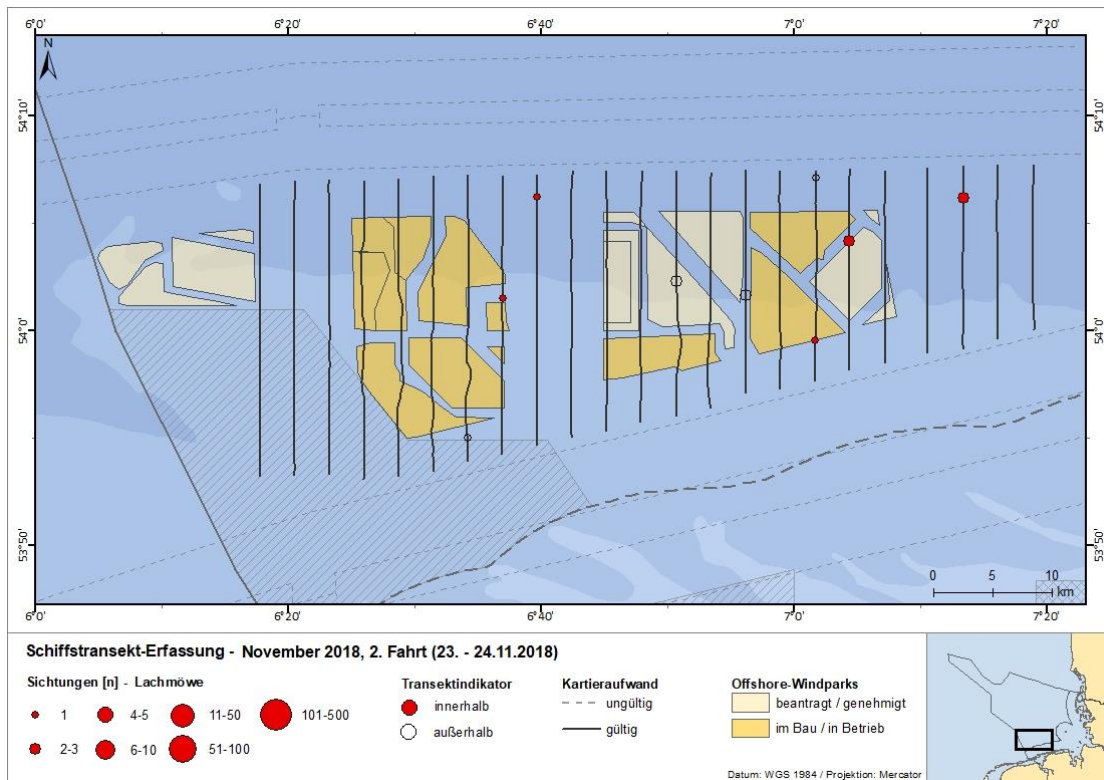 6°0' 6°20' 6°40' 7°0' 7°20'
N
54°10' 54°10'
54°0' 54°0'
53°50' 53°50'
0 5 10
km
6°0' 6°20' 6°40' 7°0' 7°20'
Schiffstransekt-Erfassung - November 2018, 2. Fahrt (23. - 24.11.2018)
Sichtungen [n] - Lachmöwe
1 4-5 11-50 101-500
2-3 6-10 51-100
Transektindikator
innerhalb
außerhalb
Kartieraufwand
ungültig
gültig
Offshore-Windparks
beantragt / genehmigt
im Bau / in Betrieb
Datum: WGS 1984 / Projektion: Mercator